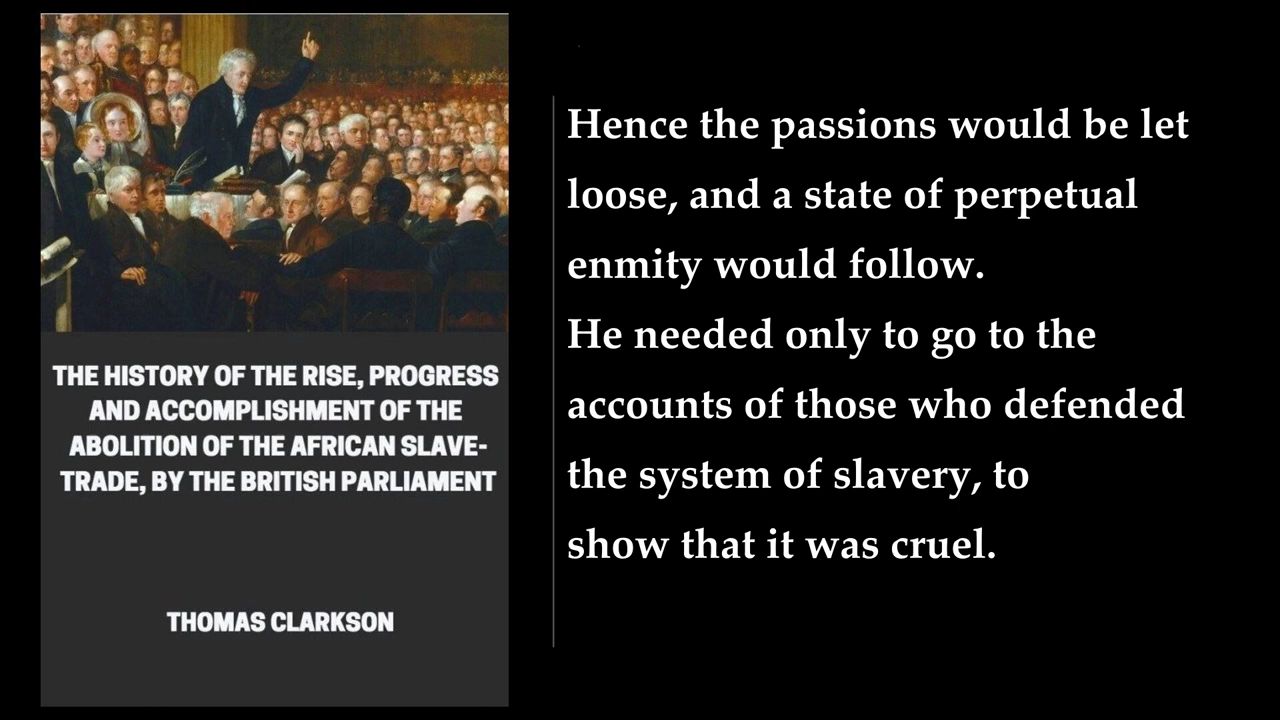 THE HISTORY OF THE RISE, PROGRESS
AND ACCOMPLISHMENT OF THE
ABOLITION OF THE AFRICAN SLAVE-
TRADE, BY THE BRITISH PARLIAMENT
THOMAS CLARKSON
Hence the passions would be let
loose, and a state of perpetual
enmity would follow.
He needed only to go to the
accounts of those who defended
the system of slavery, to
show that it was cruel.